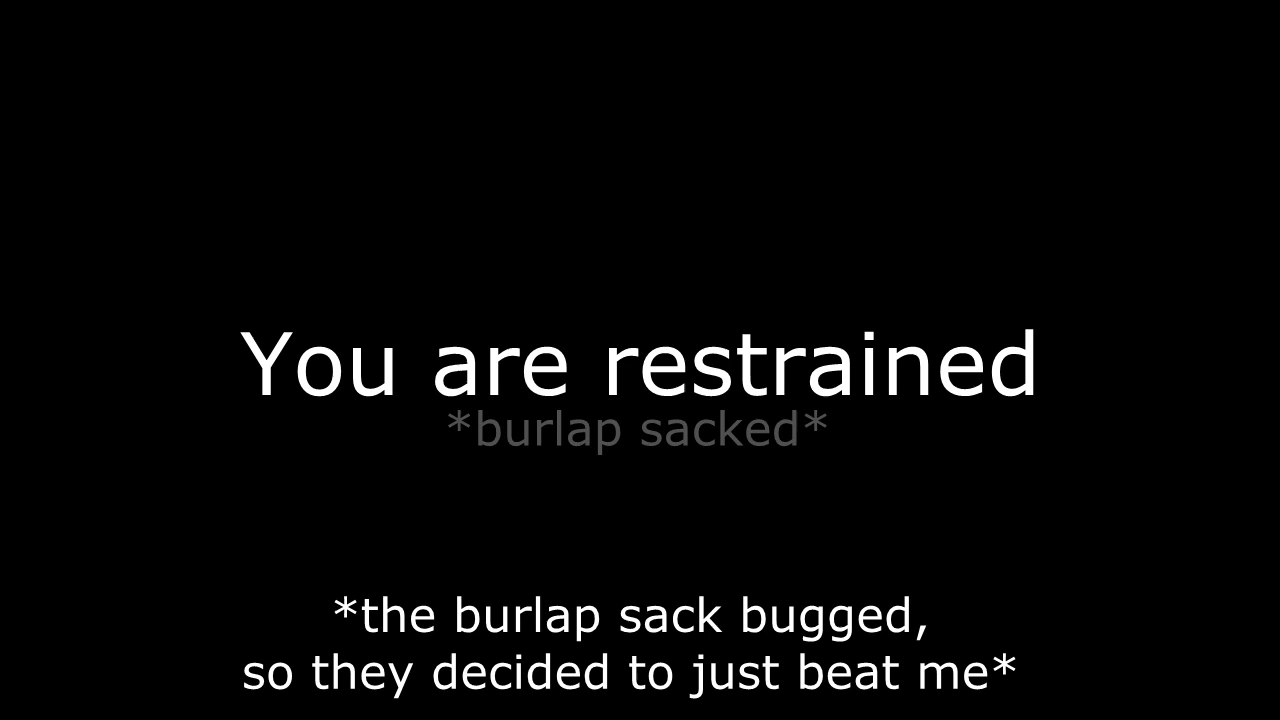 You are restrained
*burlap sacked*
*the burlap sack bugged,
so they decided to just beat me*